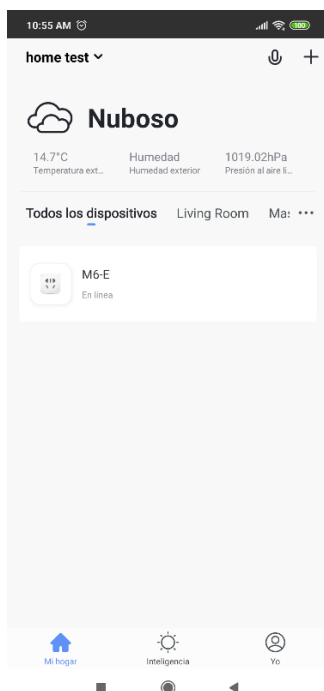 10:55 AM
100
home test
Nuboso
14.7°C Humedad 1019.02hPa
Temperatura ext... Humedad exterior Presión al aire li...
Todos los dispositivos Living Room Ma: ...
M6-E
En línea
Mi hogar Inteligencia Yo